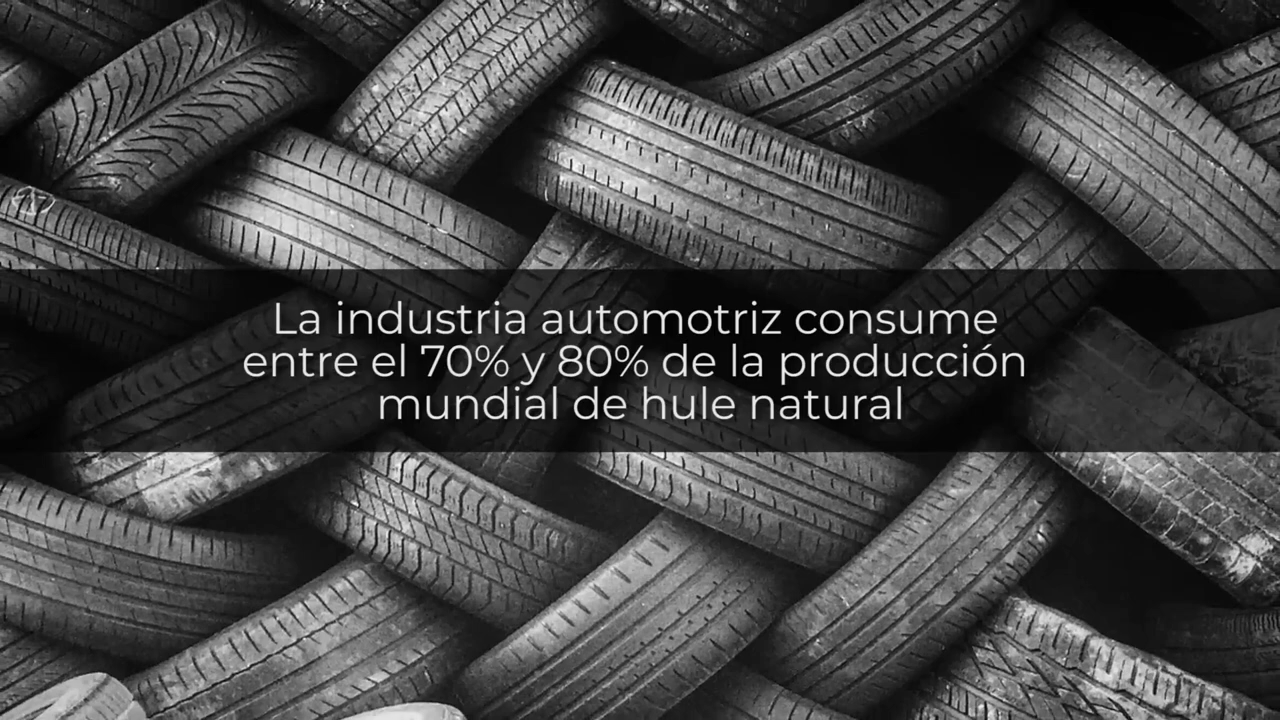 La industria automotriz consume
entre el 70% y 80% de la producción
mundial de hule natural